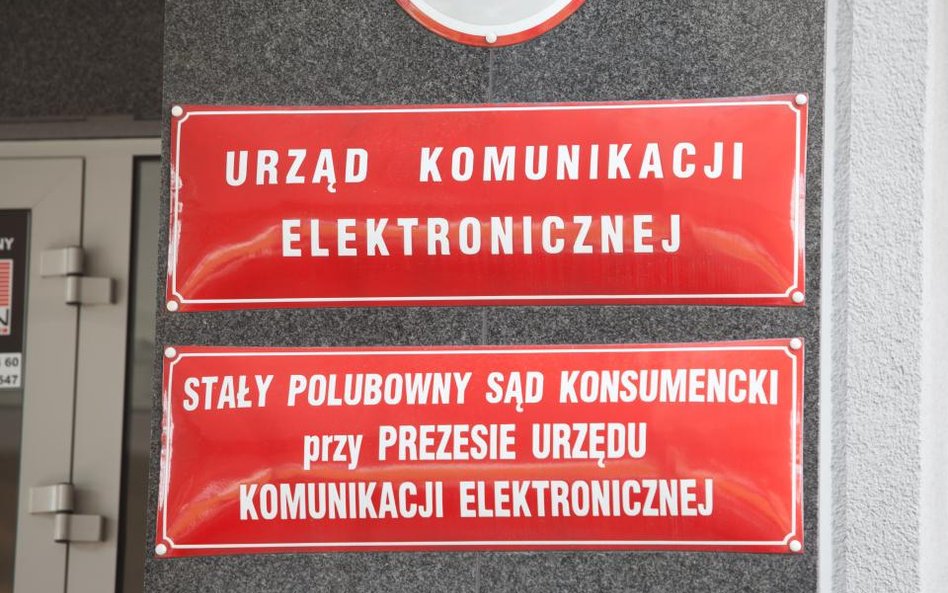 URZĄD KOMUNIKACJI
ELEKTRONICZNEJ
STAŁY POLUBOWNY SĄD KONSUMENCKI
przy PREZESIE URZĘDU
KOMUNIKACJI ELEKTRONICZNEJ